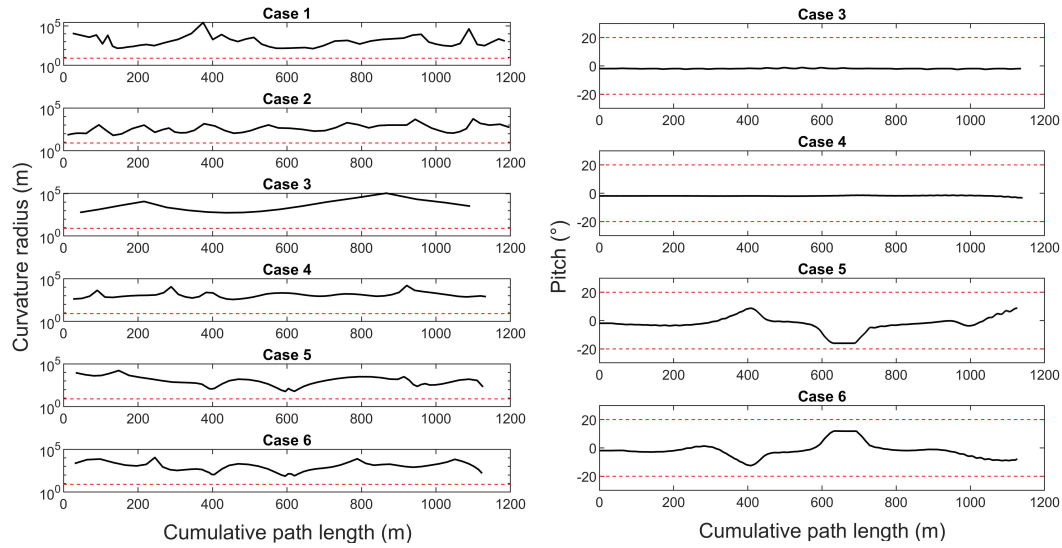 Case 1
10^5
10^0
0 200 400 600 800 1000 1200
Case 2
10^5
10^0
0 200 400 600 800 1000 1200
Case 3
10^5
10^0
0 200 400 600 800 1000 1200
Case 4
10^5
10^0
0 200 400 600 800 1000 1200
Case 5
10^5
10^0
0 200 400 600 800 1000 1200
Case 6
10^5
10^0
0 200 400 600 800 1000 1200
Curvature radius (m)
Cumulative path length (m)
Case 3
20
0
-20
0 200 400 600 800 1000 1200
Case 4
20
0
-20
0 200 400 600 800 1000 1200
Case 5
20
0
-20
0 200 400 600 800 1000 1200
Case 6
20
0
-20
0 200 400 600 800 1000 1200
Pitch (°)
Cumulative path length (m)